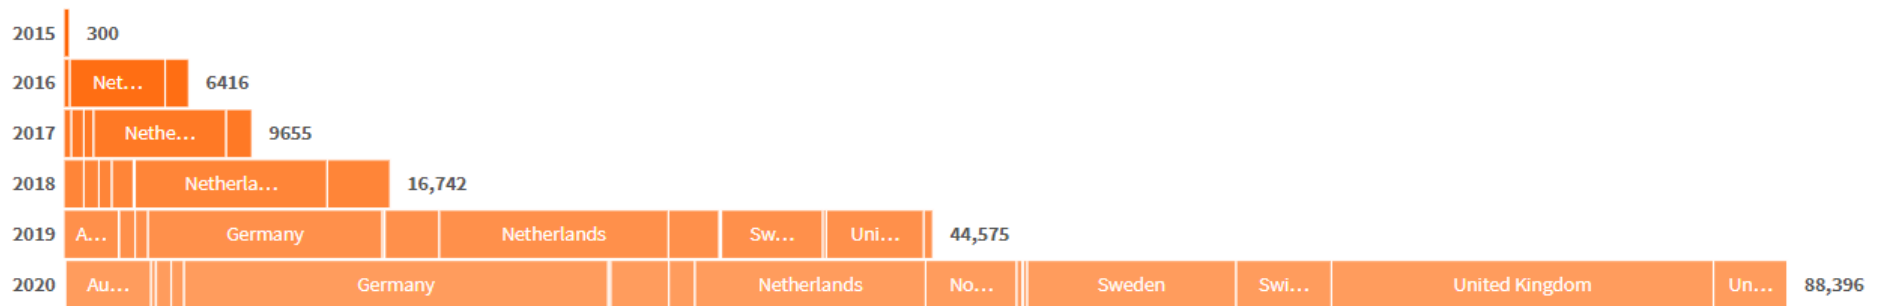 2015 300
2016 Net... 6416
2017 Nethe... 9655
2018 Netherla... 16,742
2019 A... Germany Netherlands Sw... Uni... 44,575
2020 Au... Germany Netherlands No... Sweden Swi... United Kingdom Un... 88,396